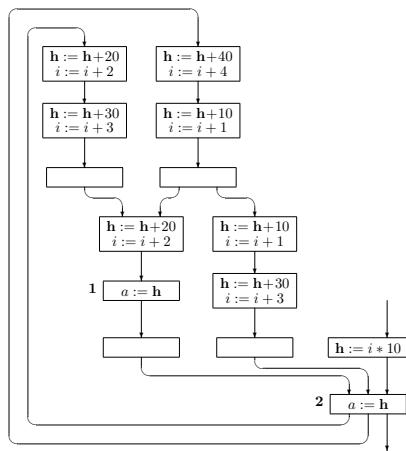 h := h+20
i := i + 2
h := h+40
i := i + 4
h := h+30
i := i + 3
h := h+10
i := i + 1
h := h+20
i := i + 2
h := h+10
i := i + 1
1
a := h
h := h+30
i := i + 3
h := i ∗ 10
2
a := h